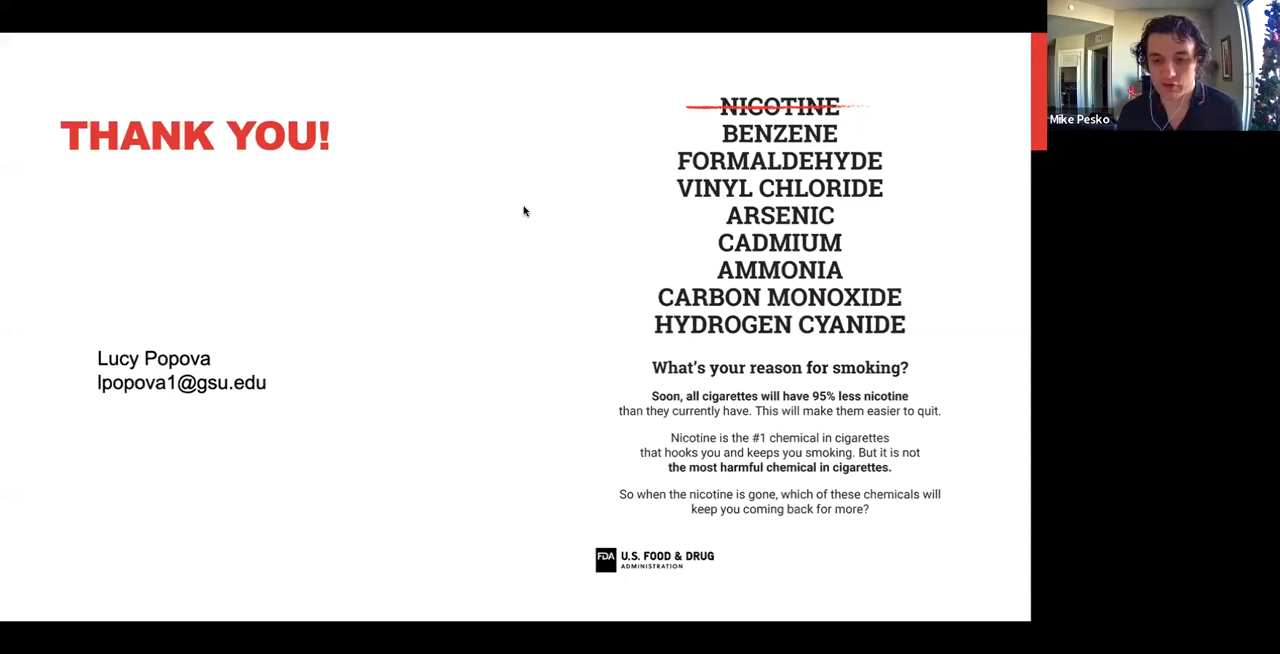 THANK YOU!
Lucy Popova
lpopova1@gsu.edu
NICOTINE
BENZENE
FORMALDEHYDE
VINYL CHLORIDE
ARSENIC
CADMIUM
AMMONIA
CARBON MONOXIDE
HYDROGEN CYANIDE
What's your reason for smoking?
Soon, all cigarettes will have 95% less nicotine
than they currently have. This will make them easier to quit.
Nicotine is the #1 chemical in cigarettes
that hooks you and keeps you smoking. But it is not
the most harmful chemical in cigarettes.
So when the nicotine is gone, which of these chemicals will
keep you coming back for more?
FDA U.S. FOOD & DRUG
ADMINISTRATION
Mike Pesko